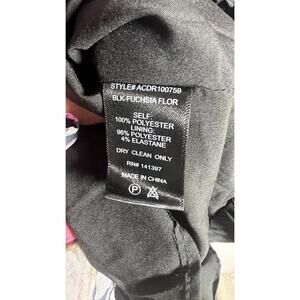 STYLE# ACDR100759
BLK-FUCHSIA FLOR
SELF:
100% POLYESTER
LINING:
96% POLYESTER
4% ELASTANE
DRY CLEAN ONLY
RN# 141397
MADE IN CHINA
P